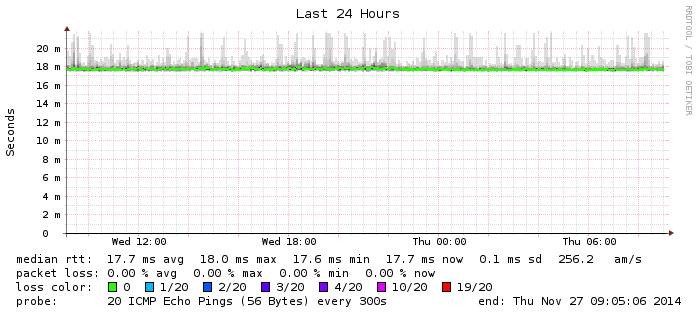 Last 24 Hours
RRDTOOL / TOBI OETIKER
Seconds
20 m
18 m
16 m
14 m
12 m
10 m
8 m
6 m
4 m
2 m
0
Wed 12:00 Wed 18:00 Thu 00:00 Thu 06:00
median rtt: 17.7 ms avg 18.0 ms max 17.6 ms min 17.7 ms now 0.1 ms sd 256.2 am/s
packet loss: 0.00 % avg 0.00 % max 0.00 % min 0.00 % now
loss color: 0 1/20 2/20 3/20 4/20 10/20 19/20
probe: 20 ICMP Echo Pings (56 Bytes) every 300s end: Thu Nov 27 09:05:06 2014